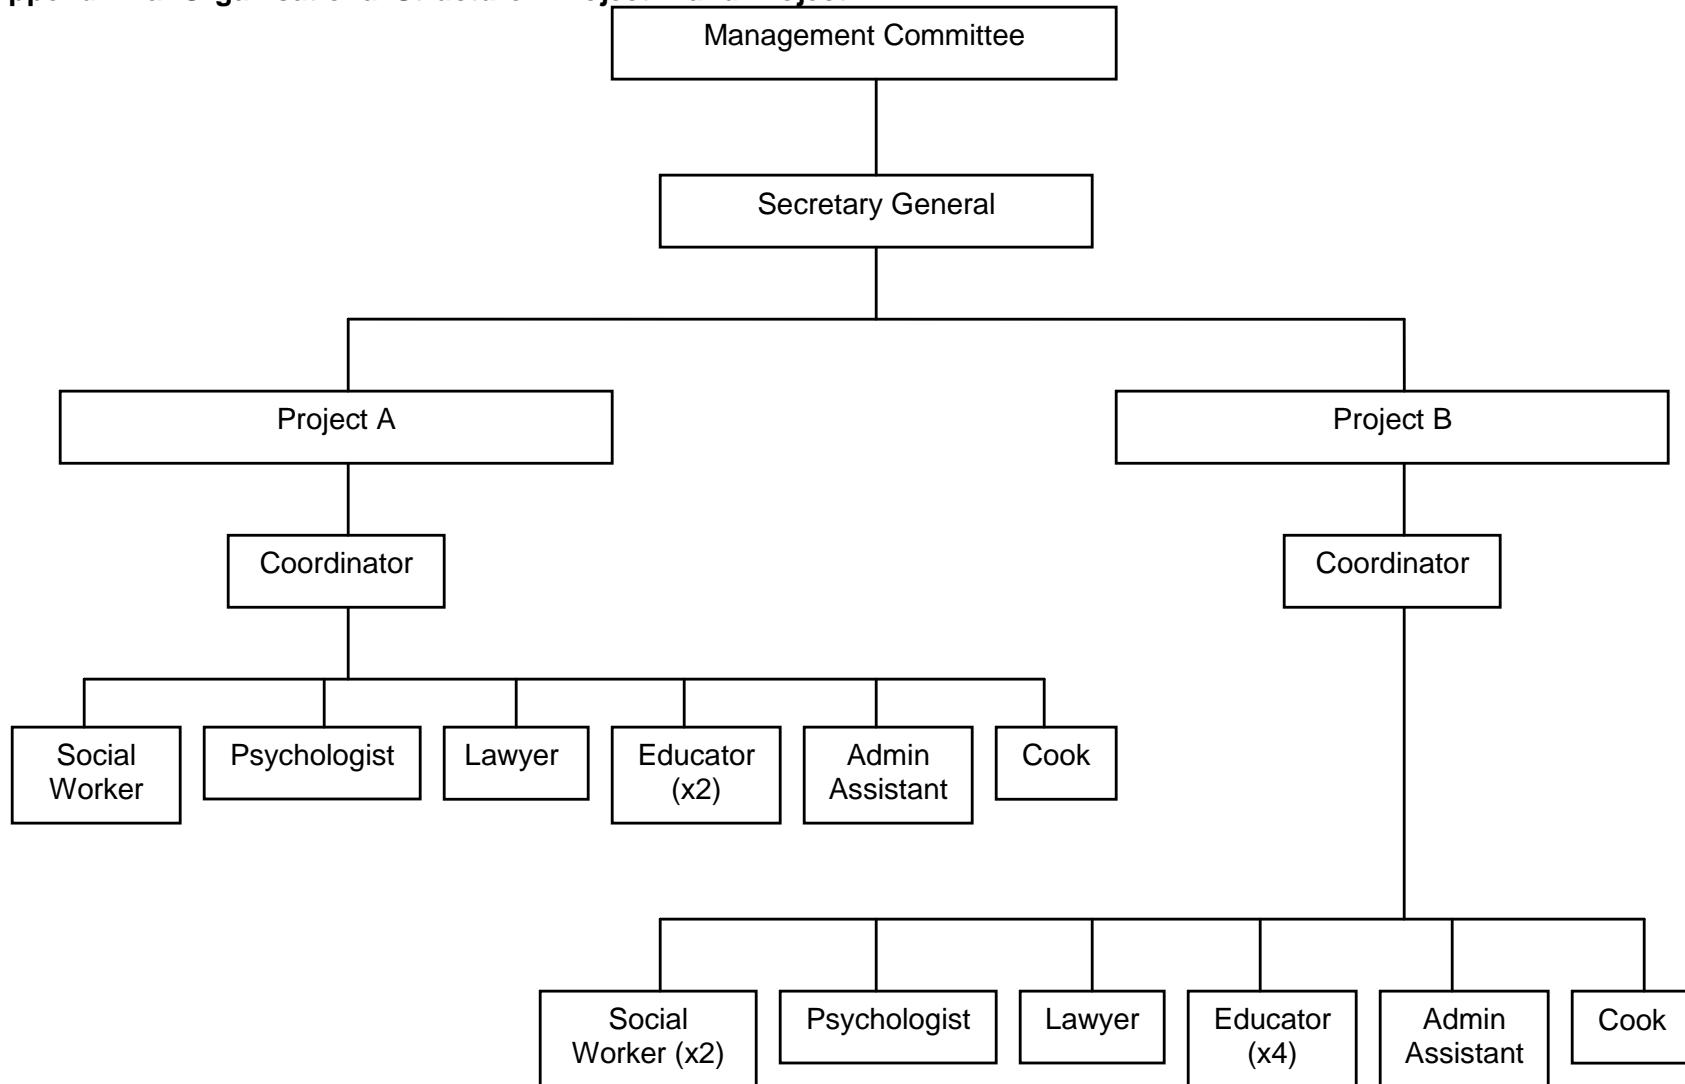 Management Committee
Secretary General
Project A
Project B
Coordinator
Coordinator
Social
Worker
Psychologist
Lawyer
Educator
(x2)
Admin
Assistant
Cook
Social
Worker (x2)
Psychologist
Lawyer
Educator
(x4)
Admin
Assistant
Cook